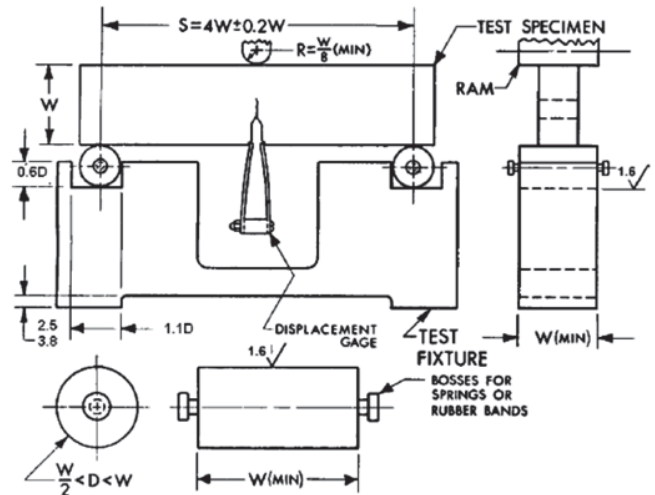 S=4W±0.2W
R=W/8 (MIN)
TEST SPECIMEN
RAM
W
0.6D
1.6
2.5
3.8
1.1D
DISPLACEMENT
GAGE
TEST
FIXTURE
W(MIN)
1.6
BOSSES FOR
SPRINGS OR
RUBBER BANDS
W/2<D<W
W(MIN)